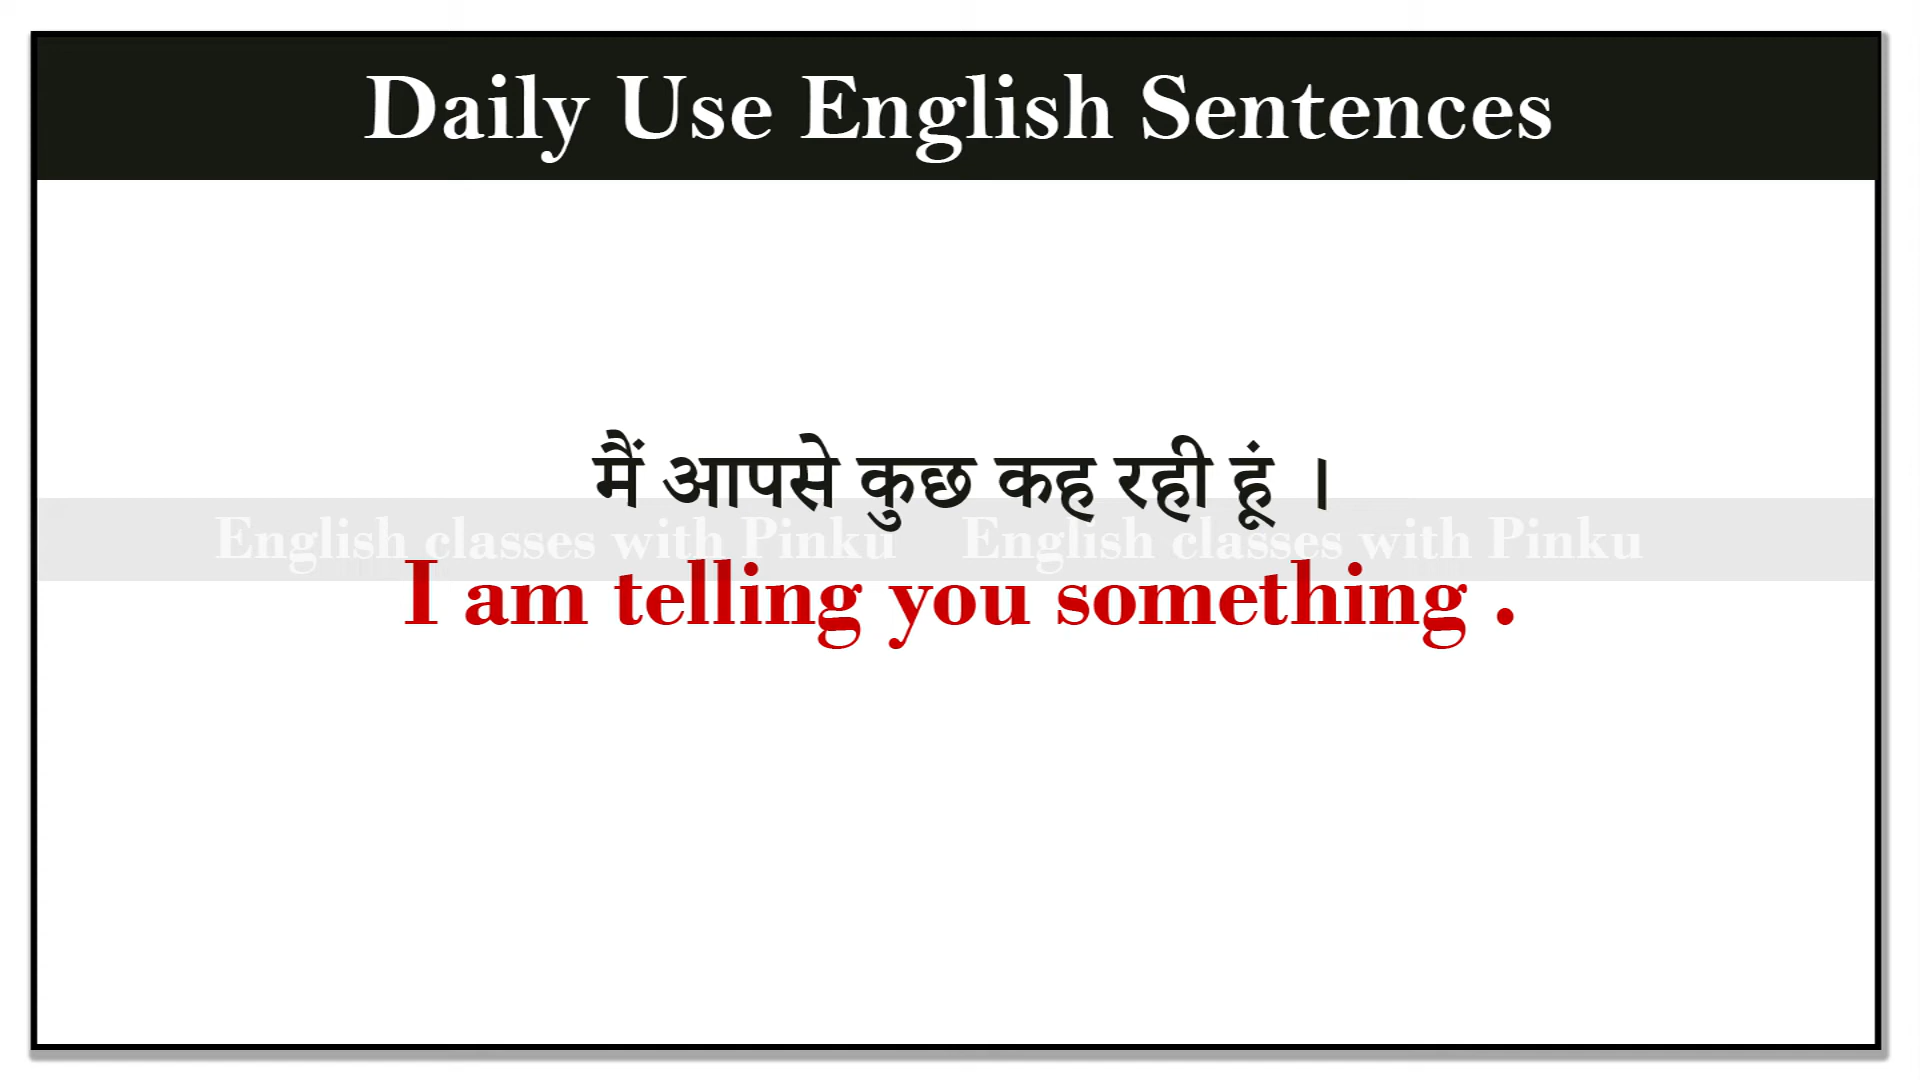 Daily Use English Sentences
मैं आपसे कुछ कह रही हूं ।
English classes with Pinku English classes with Pinku
I am telling you something .